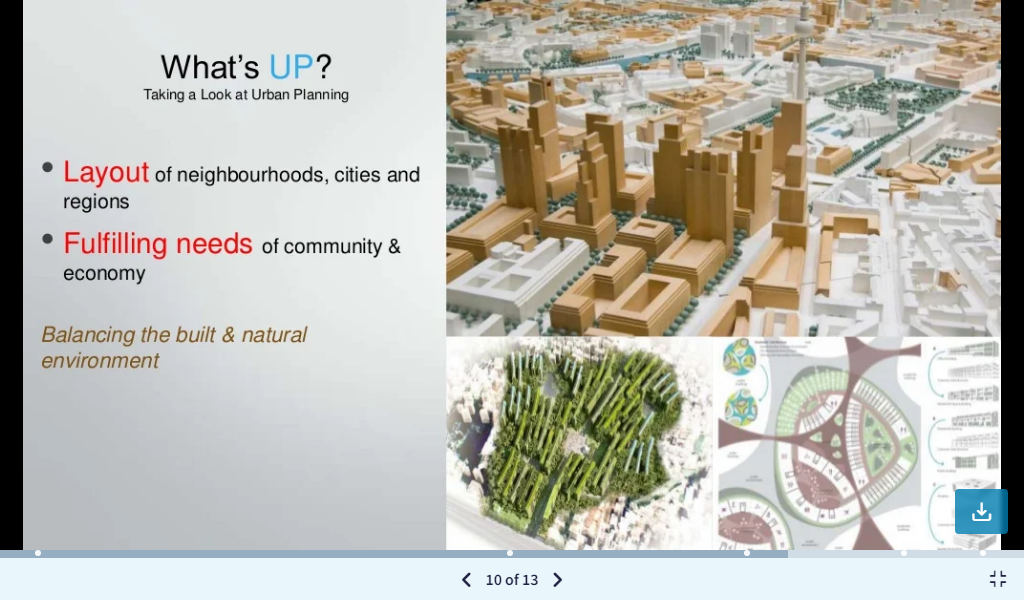 What's UP?
Taking a Look at Urban Planning
• Layout of neighbourhoods, cities and
regions
• Fulfilling needs of community &
economy
Balancing the built & natural
environment
10 of 13